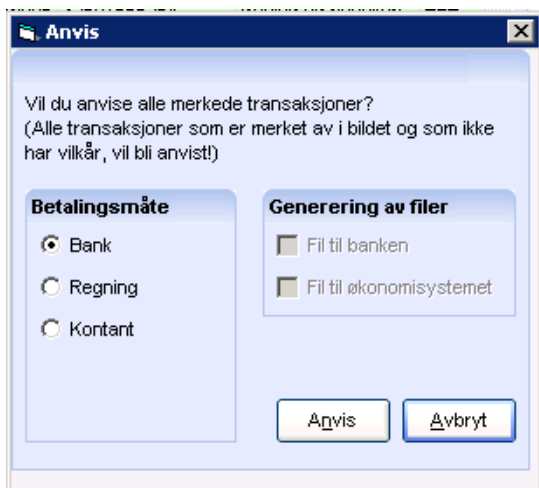 Anvis
Vil du anvise alle merkede transaksjoner?
(Alle transaksjoner som er merket av i bildet og som ikke
har vilkår, vil bli anvist!)
Betalingsmåte
Generering av filer
Bank
Fil til banken
Regning
Fil til økonomisystemet
Kontant
Anvis
Avbryt